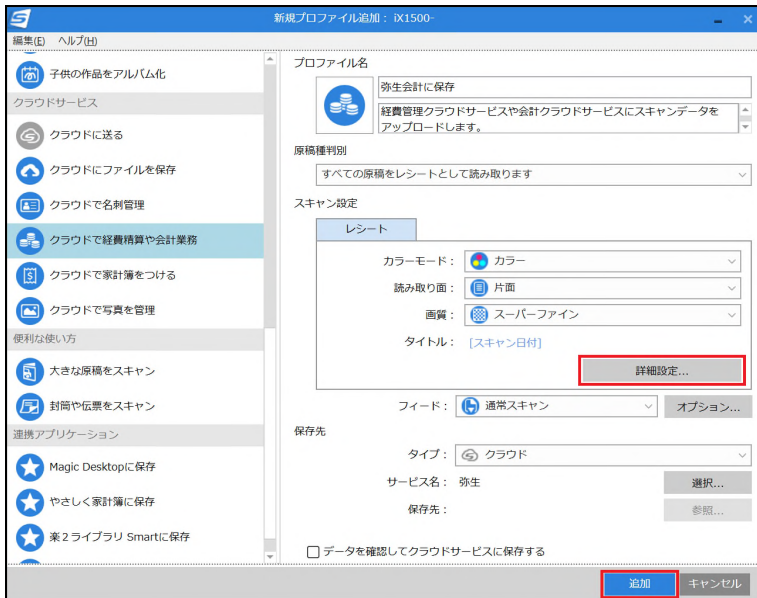 新規プロファイル追加： iX1500-
編集(E) ヘルプ(H)
子供の作品をアルバム化
クラウドサービス
クラウドに送る
クラウドにファイルを保存
クラウドで名刺管理
クラウドで経費精算や会計業務
クラウドで家計簿をつける
クラウドで写真を管理
便利な使い方
大きな原稿をスキャン
封筒や伝票をスキャン
連携アプリケーション
Magic Desktopに保存
やさしく家計簿に保存
楽２ライブラリ Smartに保存
プロファイル名
弥生会計に保存
経費管理クラウドサービスや会計クラウドサービスにスキャンデータを
アップロードします。
原稿種判別
すべての原稿をレシートとして読み取ります
スキャン設定
レシート
カラーモード： カラー
読み取り面： 片面
画質： スーパーファイン
タイトル： [スキャン日付]
詳細設定...
フィード： 通常スキャン オプション...
保存先
タイプ： クラウド
サービス名： 弥生 選択...
保存先： 参照...
データを確認してクラウドサービスに保存する
追加 キャンセル